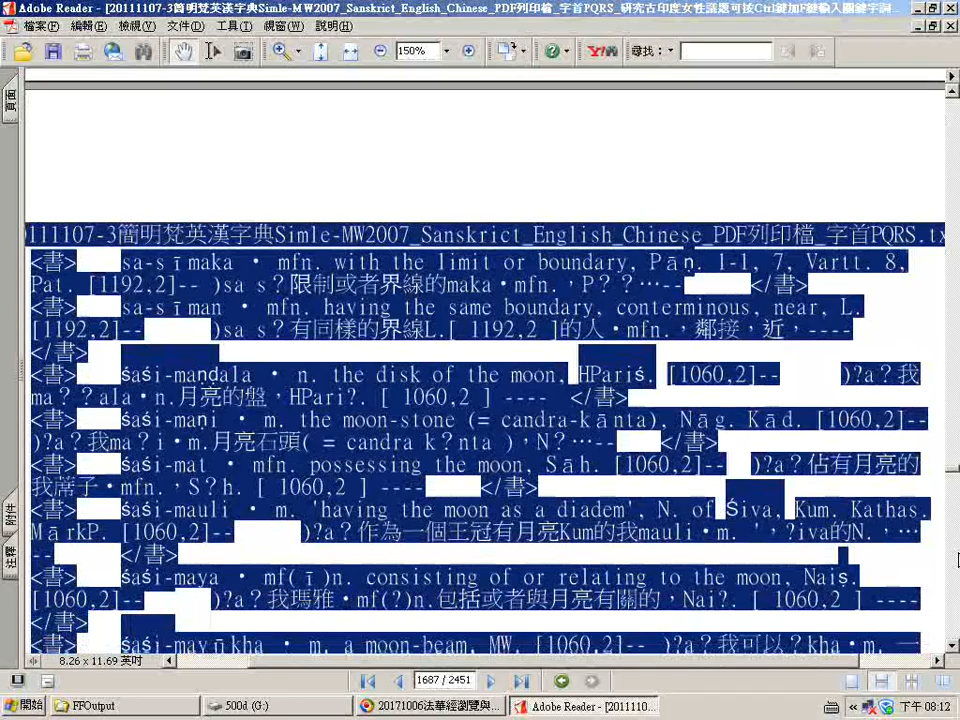 Adobe Reader - [20111107-3簡明梵英漢字典Simle-MW2007_Sanskrict_English_Chinese_PDF列印檔_字首PQRS_研究古印度女性議題可按Ctrl鍵加F鍵輸入關鍵字詞
檔案(F) 編輯(E) 檢視(V) 文件(D) 工具(T) 視窗(W) 說明(H)
150% 尋找:
頁面
111107-3簡明梵英漢字典Simle-MW2007_Sanskrict_English_Chinese_PDF列印檔_字首PQRS.tx
<書> sa-sīmaka • mfn. with the limit or boundary, Pāṇ. 1-1, 7, Vartt. 8,
Pat. [1192,2]-- )sa s?限制或者界線的maka•mfn.，P??…-- </書>
<書> sa-sīman • mfn. having the same boundary, conterminous, near, L.
[1192,2]-- )sa s?有同樣的界線L.[ 1192,2 ]的人•mfn.，鄰接，近，----
</書>
<書> śaśi-maṇḍala • n. the disk of the moon, HPariś. [1060,2]-- )?a?我
ma??ala•n.月亮的盤，HPari?. [ 1060,2 ] ---- </書>
<書> śaśi-maṇi • m. the moon-stone (= candra-kānta), Nāg. Kād. [1060,2]--
)?a?我ma?i•m.月亮石頭( = candra k?nta )，N?…-- </書>
<書> śaśi-mat • mfn. possessing the moon, Sāh. [1060,2]-- )?a?佔有月亮的
我蓆子•mfn.，S?h. [ 1060,2 ] ---- </書>
<書> śaśi-mauli • m. 'having the moon as a diadem', N. of Śiva, Kum. Kathas.
MārkP. [1060,2]-- )?a?作為一個王冠有月亮Kum的我mauli•m. '，?iva的N.，…
-- </書>
<書> śaśi-maya • mf(ī)n. consisting of or relating to the moon, Naiṣ.
[1060,2]-- )?a?我瑪雅•mf(?)n.包括或者與月亮有關的，Nai?. [ 1060,2 ] ----
</書>
<書> śaśi-mayūkha • m. a moon-beam, MW. [1060,2]-- )?a?我可以?kha•m. 一
附件
注釋
8.26 x 11.69 英吋
1687 / 2451
開始 FFOutput 500d (G:) 20171006法華經瀏覽與... Adobe Reader - [2011110... 下午 08:12